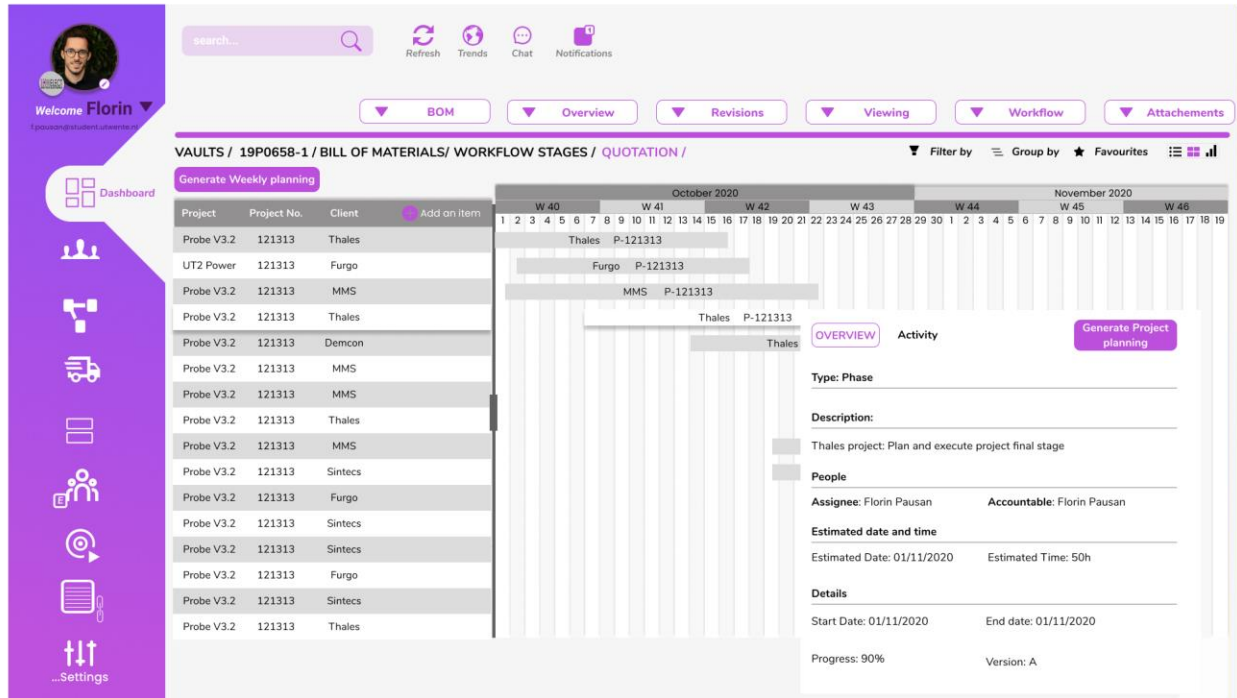 search...
Refresh Trends Chat Notifications
Welcome Florin
BOM Overview Revisions Viewing Workflow Attachements
VAULTS / 19P0658-1 / BILL OF MATERIALS/ WORKFLOW STAGES / QUOTATION /
Filter by Group by Favourites
Generate Weekly planning
Dashboard
October 2020 November 2020
W 40 W 41 W 42 W 43 W 44 W 45 W 46
Project Project No. Client Add an item
1 2 3 4 5 6 7 8 9 10 11 12 13 14 15 16 17 18 19 20 21 22 23 24 25 26 27 28 29 30 1 2 3 4 5 6 7 8 9 10 11 12 13 14 15 16 17 18 19
Probe V3.2 121313 Thales Thales P-121313
UT2 Power 121313 Furgo Furgo P-121313
Probe V3.2 121313 MMS MMS P-121313
Probe V3.2 121313 Thales Thales P-121313
Probe V3.2 121313 Demcon Thales
Probe V3.2 121313 MMS
Probe V3.2 121313 MMS
Probe V3.2 121313 Thales
Probe V3.2 121313 MMS
Probe V3.2 121313 Sintecs
Probe V3.2 121313 Furgo
Probe V3.2 121313 Sintecs
Probe V3.2 121313 Sintecs
Probe V3.2 121313 Furgo
Probe V3.2 121313 Sintecs
Probe V3.2 121313 Thales
OVERVIEW Activity
Generate Project
planning
Type: Phase
Description:
Thales project: Plan and execute project final stage
People
Assignee: Florin Pausan Accountable: Florin Pausan
Estimated date and time
Estimated Date: 01/11/2020 Estimated Time: 50h
Details
Start Date: 01/11/2020 End date: 01/11/2020
Progress: 90% Version: A
E
...Settings